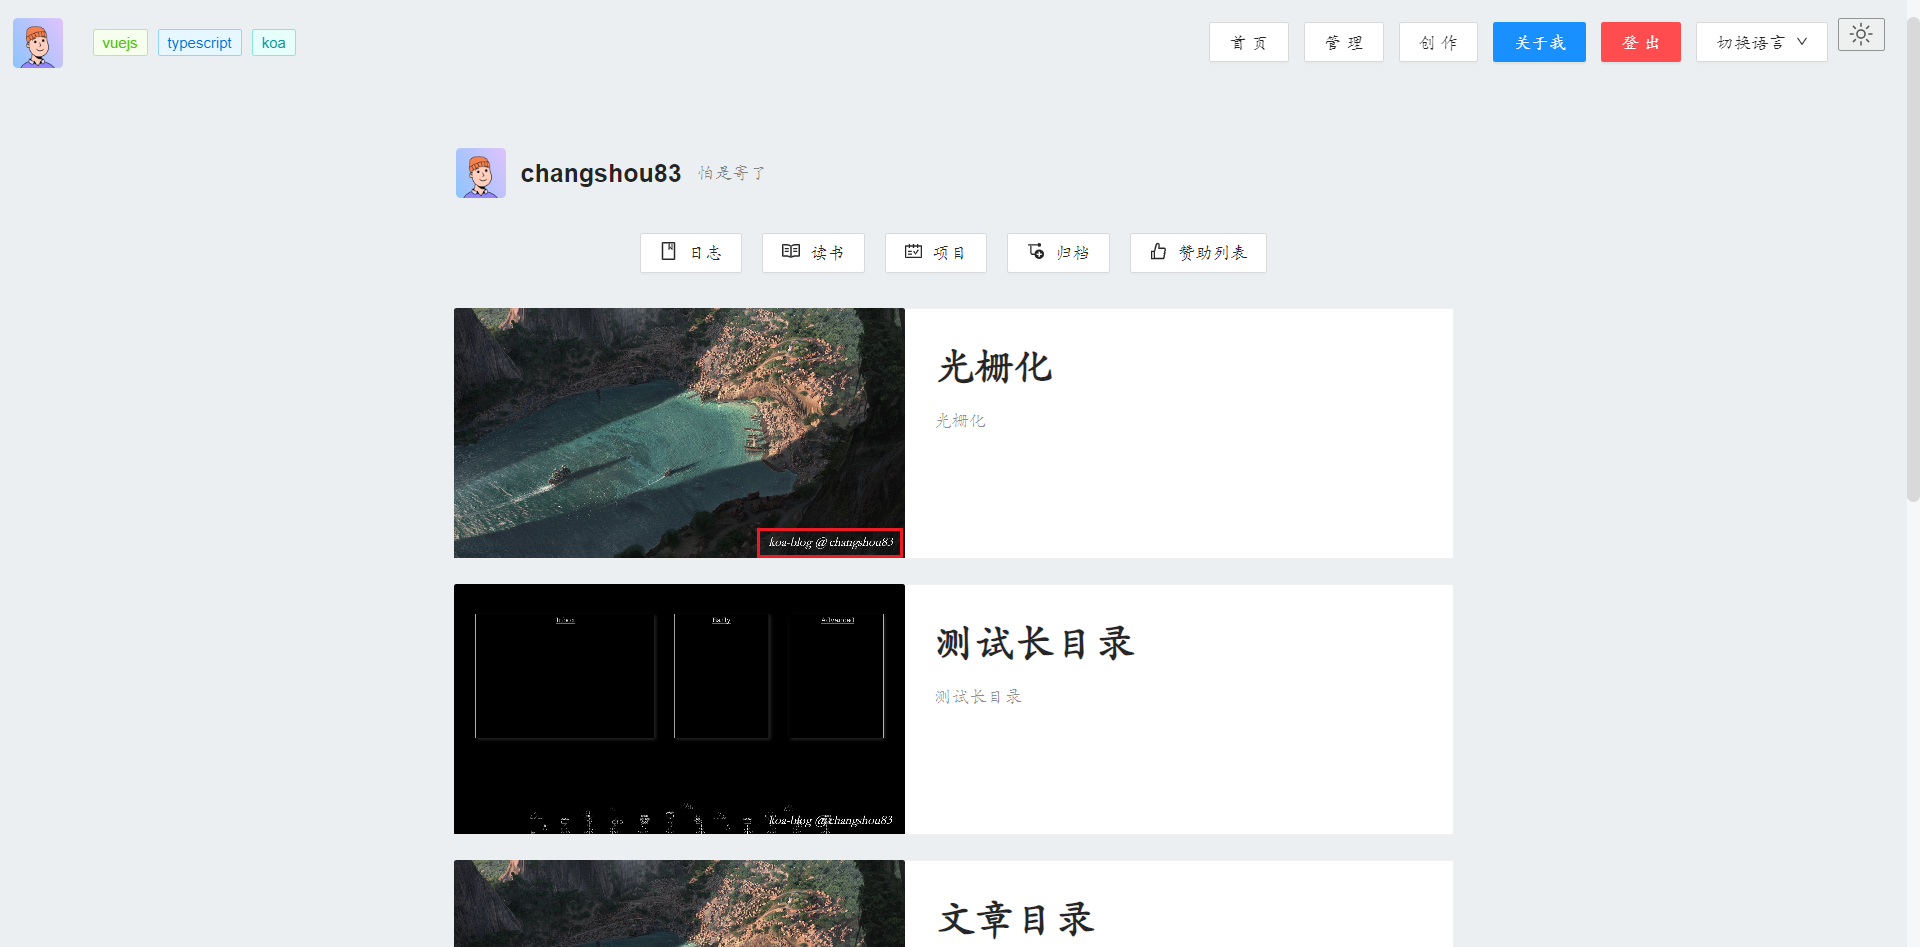 vuejs typescript koa 首页 管理 创作 关于我 登出 切换语言
changshou83 怕是寄了
日志 读书 项目 归档 赞助列表
光栅化
光栅化
koa-blog @changshou83
Inbox Early Advanced
测试长目录
测试长目录
koa-blog @changshou83
文章目录